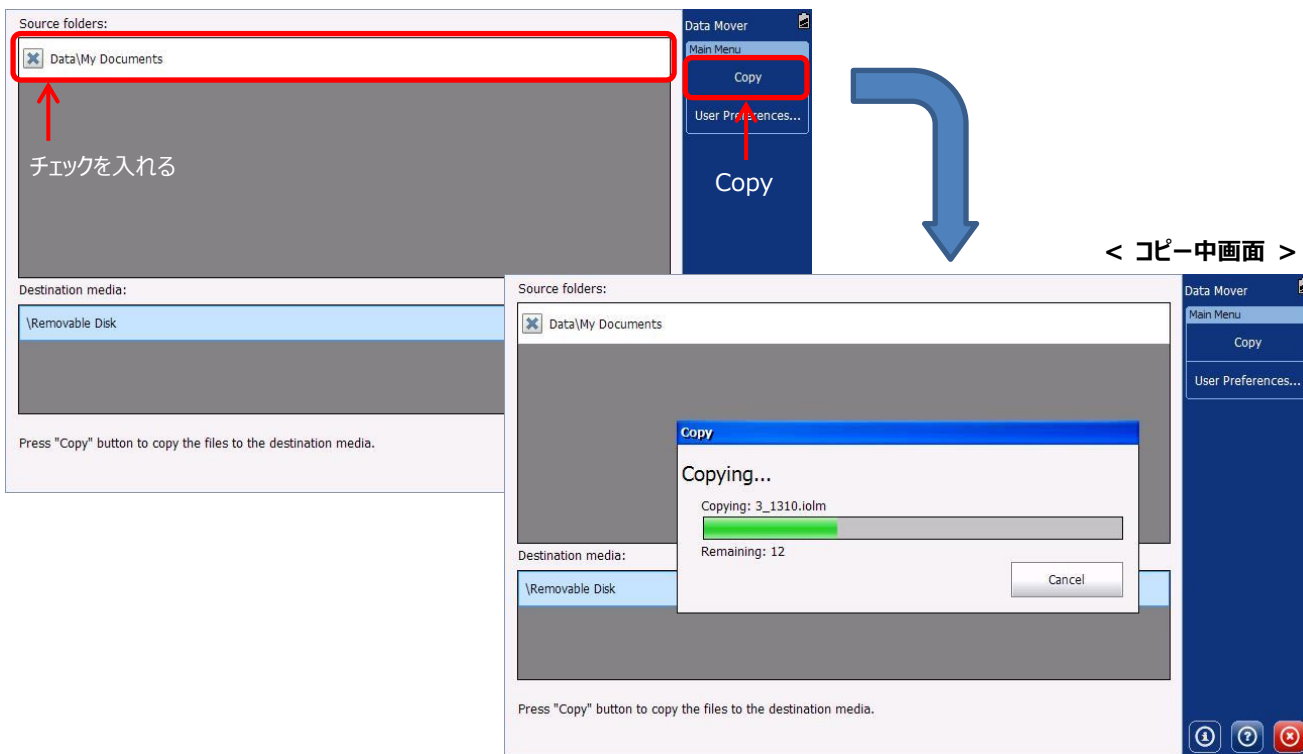 Source folders:
Data\My Documents
チェックを入れる
Destination media:
\Removable Disk
Press "Copy" button to copy the files to the destination media.
Data Mover
Main Menu
Copy
User Preferences...
Copy
< コピー中画面 >
Source folders:
Data\My Documents
Copy
Copying...
Copying: 3_1310.iolm
Remaining: 12
Cancel
Destination media:
\Removable Disk
Press "Copy" button to copy the files to the destination media.
Data Mover
Main Menu
Copy
User Preferences...